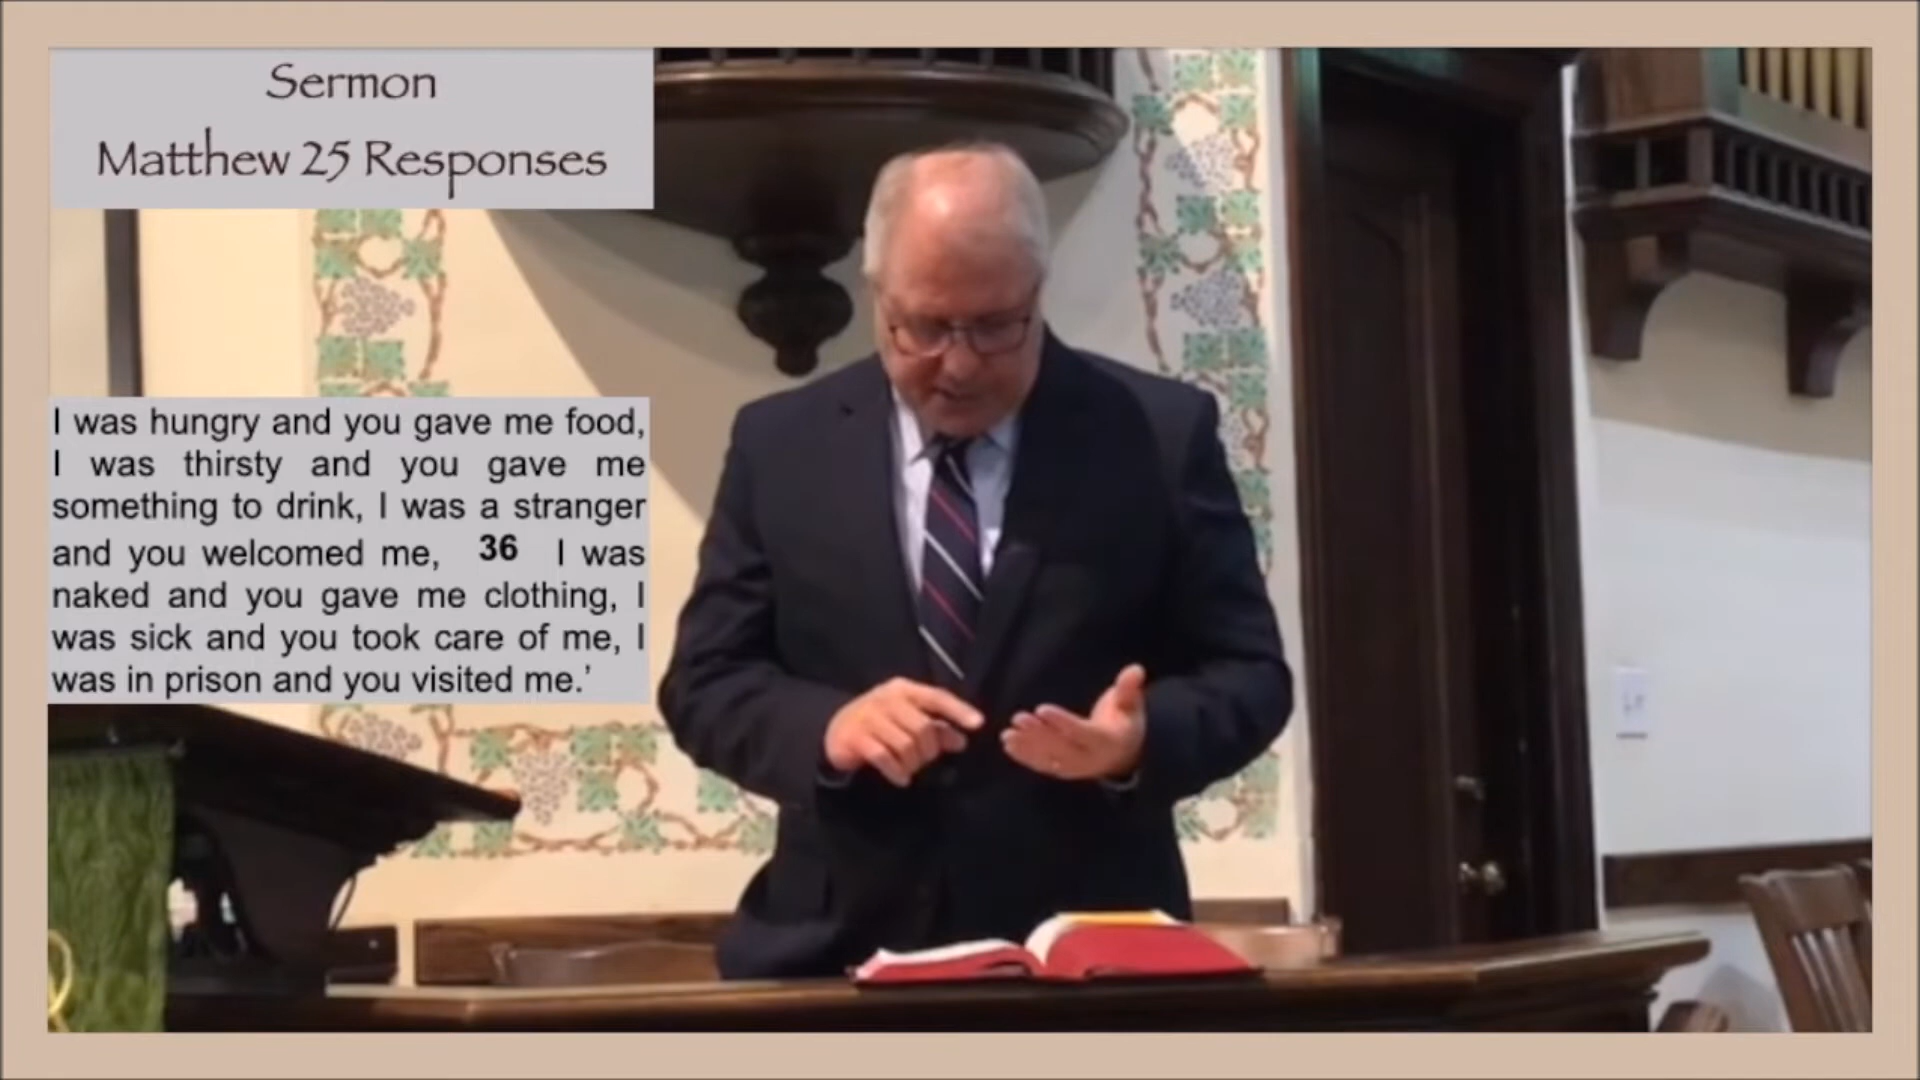 Sermon
Matthew 25 Responses
I was hungry and you gave me food,
I was thirsty and you gave me
something to drink, I was a stranger
and you welcomed me, 36 I was
naked and you gave me clothing, I
was sick and you took care of me, I
was in prison and you visited me.’